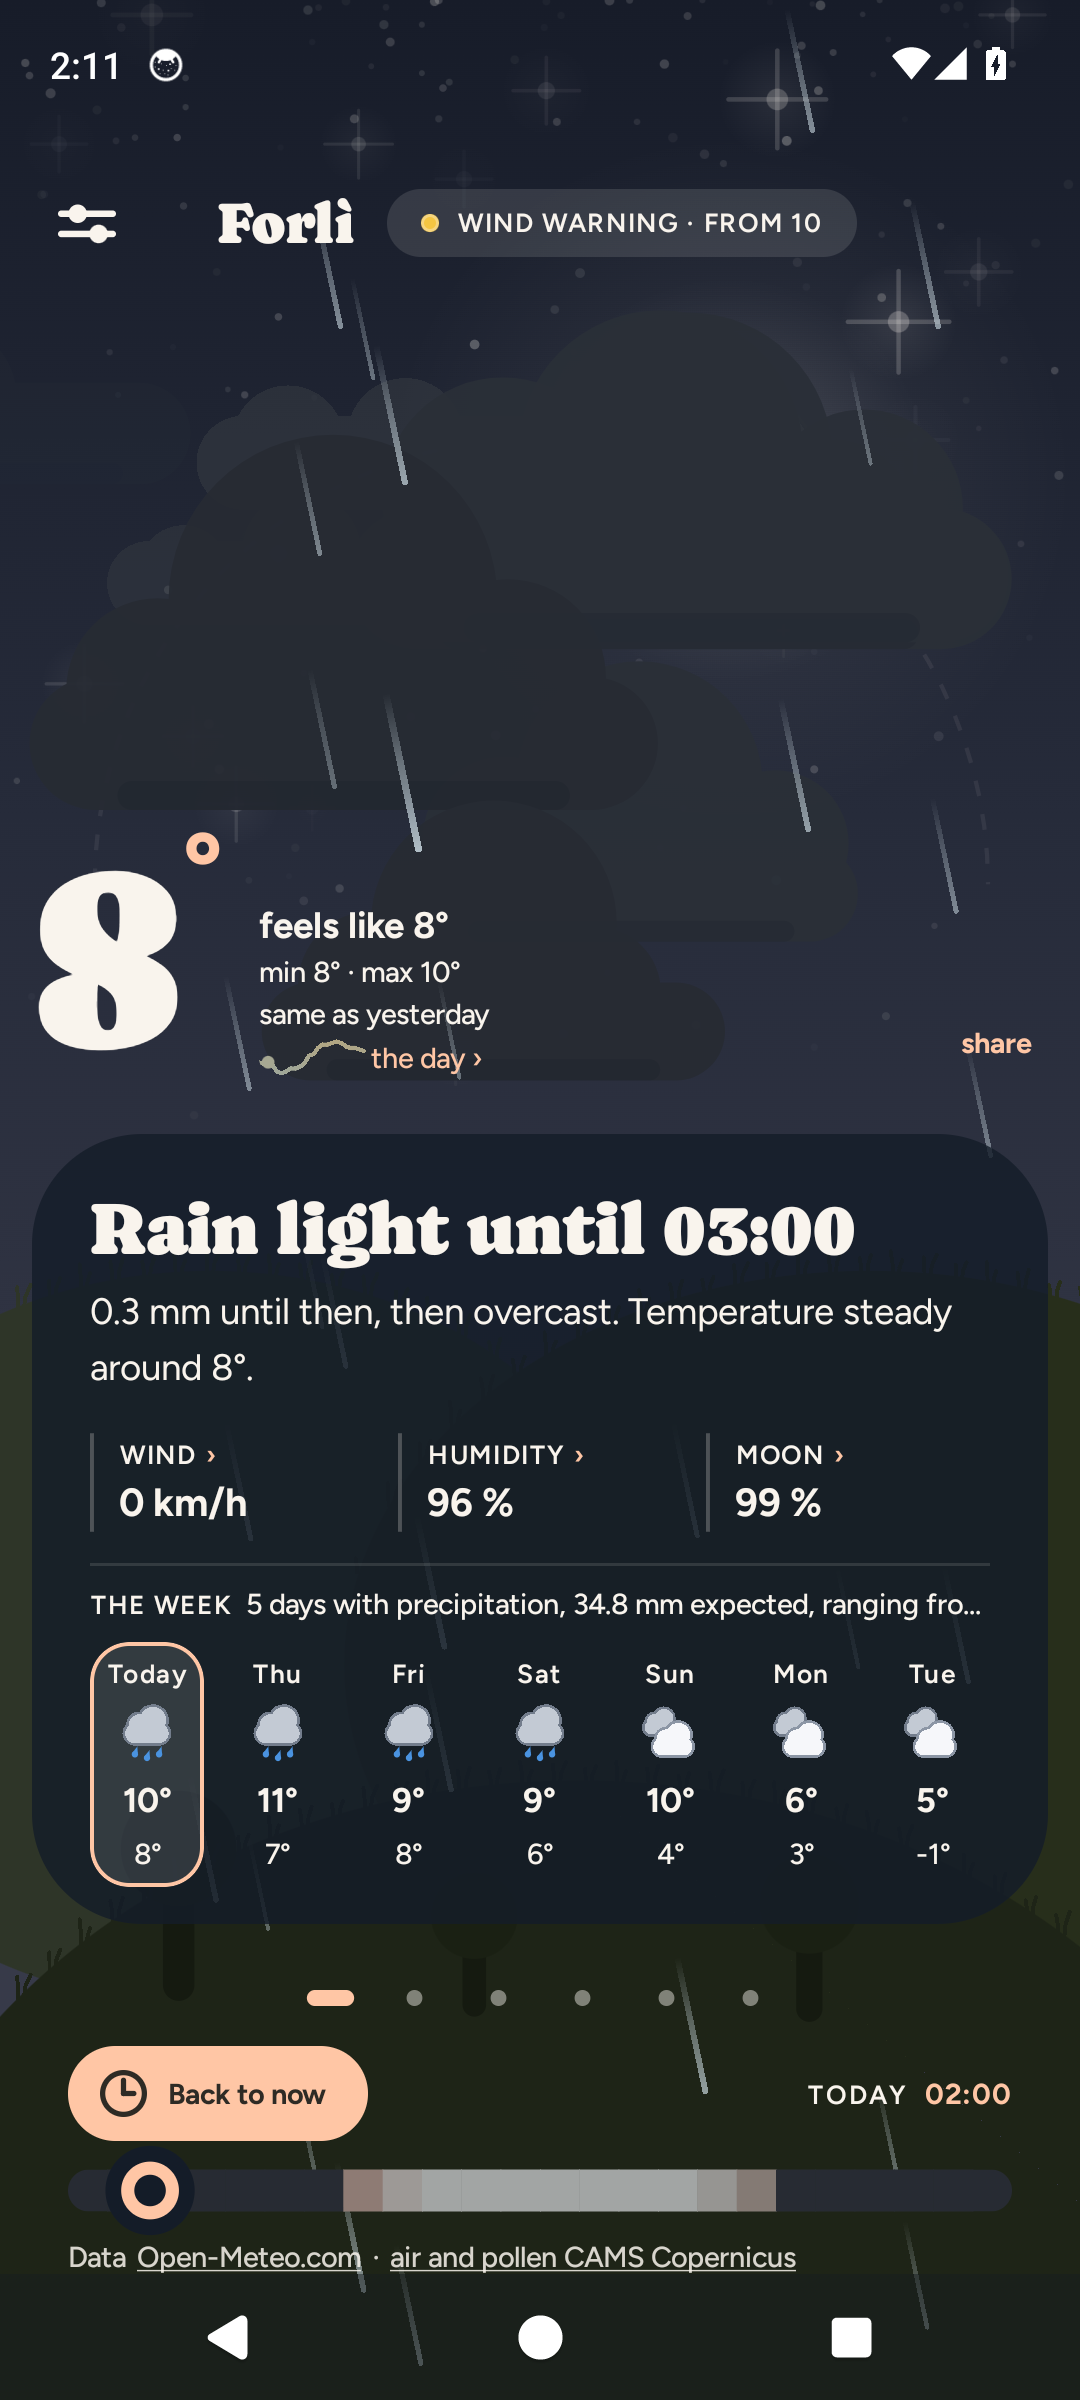 2:11
Forlì
WIND WARNING · FROM 10
8°
feels like 8°
min 8° · max 10°
same as yesterday
the day ›
share
Rain light until 03:00
0.3 mm until then, then overcast. Temperature steady
around 8°.
WIND › HUMIDITY › MOON ›
0 km/h 96 % 99 %
THE WEEK 5 days with precipitation, 34.8 mm expected, ranging fro...
Today Thu Fri Sat Sun Mon Tue
10° 11° 9° 9° 10° 6° 5°
8° 7° 8° 6° 4° 3° -1°
Back to now
TODAY 02:00
Data Open-Meteo.com · air and pollen CAMS Copernicus